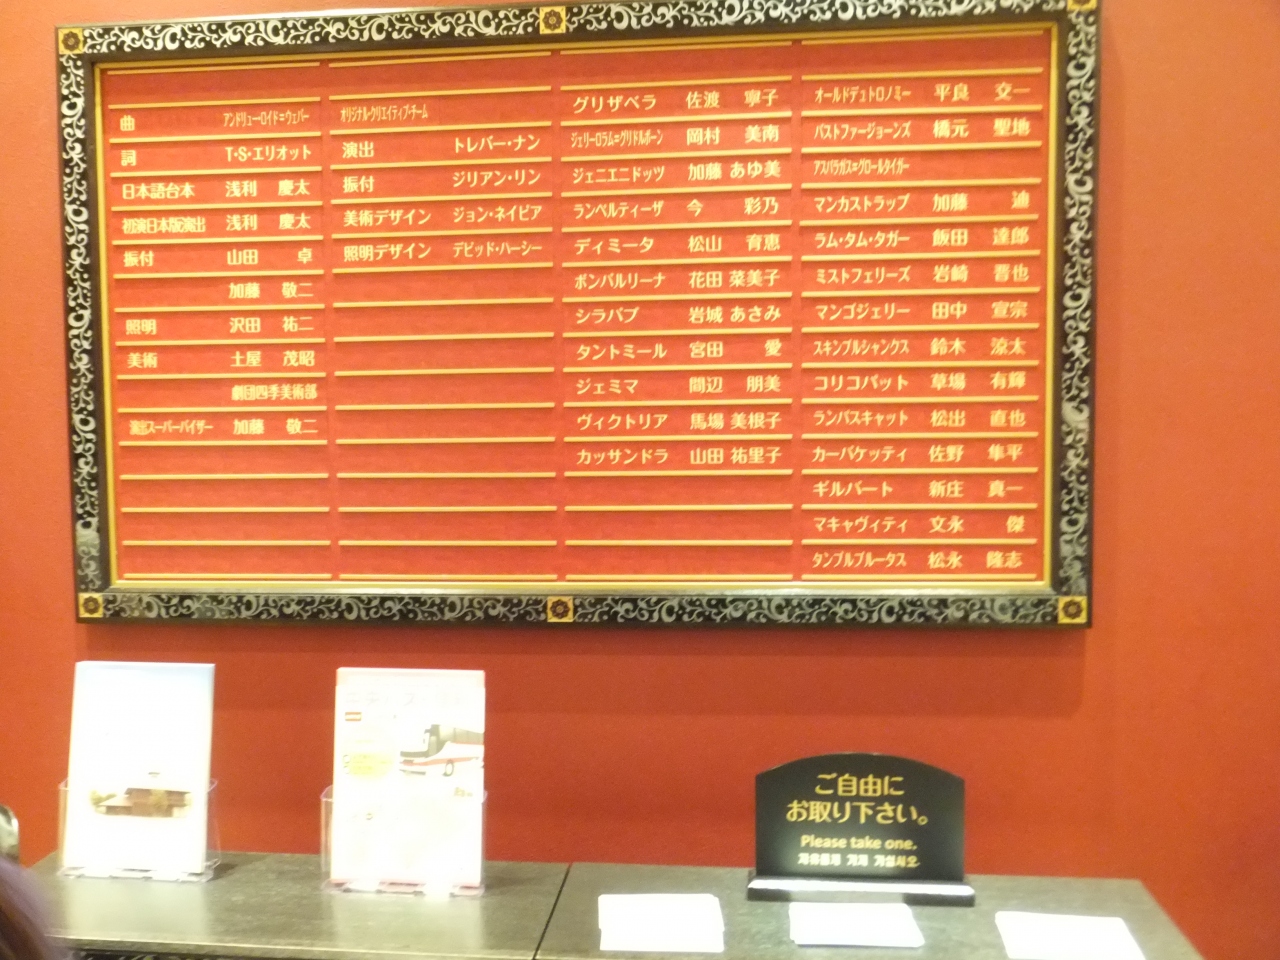 曲 アンドリュー・ロイド=ウェバー
詞 T・S・エリオット
日本語台本 浅利 慶太
初演日本版演出 浅利 慶太
振付 山田 卓
加藤 敬二
照明 沢田 祐二
美術 土屋 茂昭
劇団四季美術部
演出スーパーバイザー 加藤 敬二
オリジナル・クリエイティブ・チーム
演出 トレバー・ナン
振付 ジリアン・リン
美術デザイン ジョン・ネイピア
照明デザイン デビッド・ハーシー
グリザベラ 佐渡 寧子
ジェリーロラム=グリドルボーン 岡村 美南
ジェニエニドッツ 加藤 あゆ美
ランペルティーザ 今 彩乃
ディミータ 松山 育恵
ボンバルリーナ 花田 菜美子
シラバブ 岩城 あさみ
タントミール 宮田 愛
ジェミマ 間辺 朋美
ヴィクトリア 馬場 美根子
カッサンドラ 山田 祐里子
オールドデュトロノミー 平良 交一
バストファージョーンズ 橋元 聖地
アスパラガス=グロールタイガー
マンカストラップ 加藤 迪
ラム・タム・タガー 飯田 達郎
ミストフェリーズ 岩崎 晋也
マンゴジェリー 田中 宣宗
スキンブルシャンクス 鈴木 涼太
コリコパット 草場 有輝
ランパスキャット 松出 直也
カーバケッティ 佐野 隼平
ギルバート 新庄 真一
マキャヴィティ 文永 傑
タンブルブルータス 松永 隆志
ご自由に
お取り下さい。
Please take one.
자유롭게 가져 가십시오